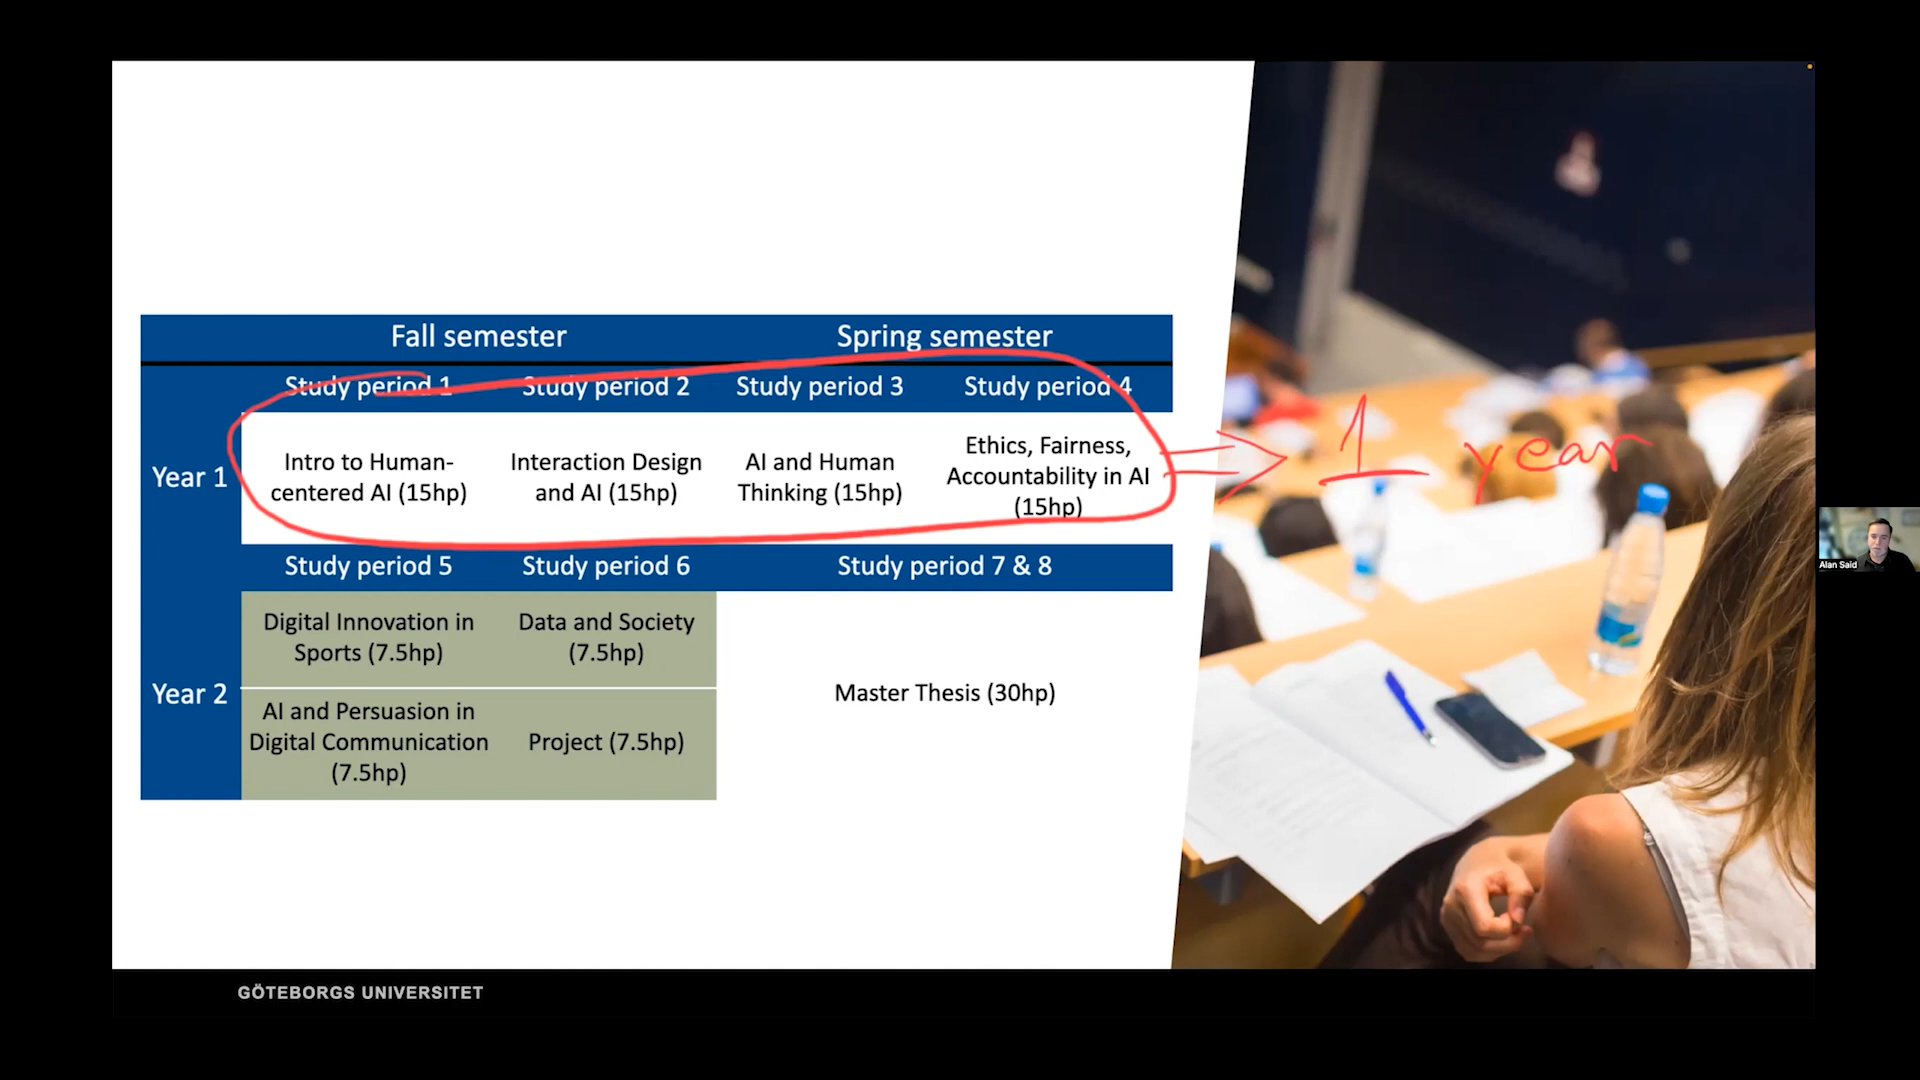 Fall semester
Spring semester
Study period 1
Study period 2
Study period 3
Study period 4
Year 1
Intro to Human-
centered AI (15hp)
Interaction Design
and AI (15hp)
AI and Human
Thinking (15hp)
Ethics, Fairness,
Accountability in AI
(15hp)
1 year
Study period 5
Study period 6
Study period 7 & 8
Year 2
Digital Innovation in
Sports (7.5hp)
Data and Society
(7.5hp)
AI and Persuasion in
Digital Communication
(7.5hp)
Project (7.5hp)
Master Thesis (30hp)
Alan Said
GÖTEBORGS UNIVERSITET